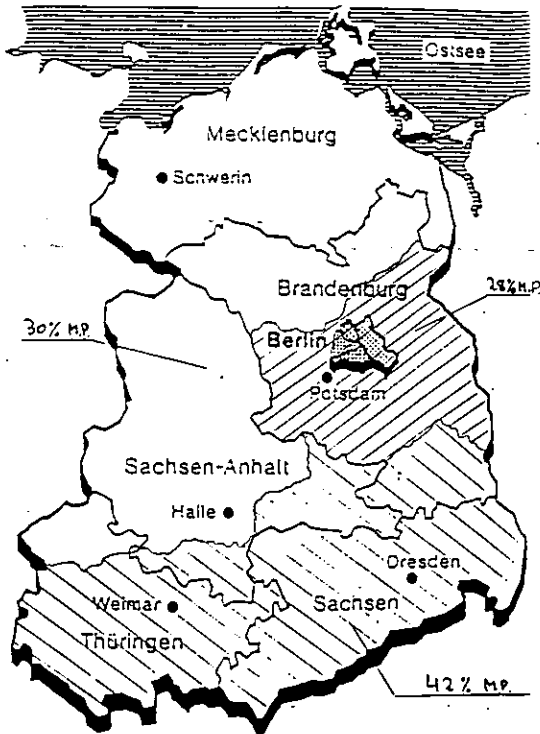 Ostsee
Mecklenburg
Schwerin
Brandenburg
28% M.P.
30% M.P.
Berlin
Potsdam
Sachsen-Anhalt
Halle
Dresden
Weimar
Sachsen
Thüringen
42% M.P.